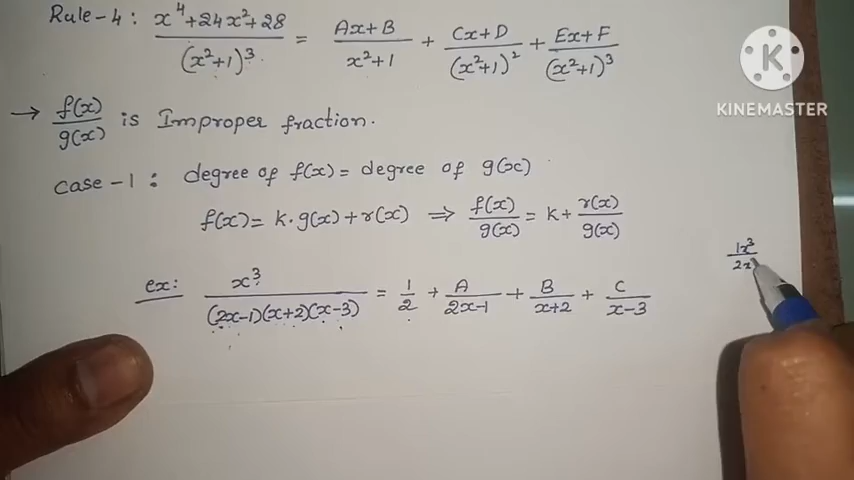 Rule-4: x⁴+24x²+28/(x²+1)³ = Ax+B/x²+1 + Cx+D/(x²+1)² + Ex+F/(x²+1)³
K
KINEMASTER
→ f(x)/g(x) is Improper fraction.
case-1: degree of f(x) = degree of g(x)
f(x) = k·g(x)+r(x) ⇒ f(x)/g(x) = k + r(x)/g(x)
1x³/2x
ex: x³/(2x-1)(x+2)(x-3) = 1/2 + A/2x-1 + B/x+2 + C/x-3